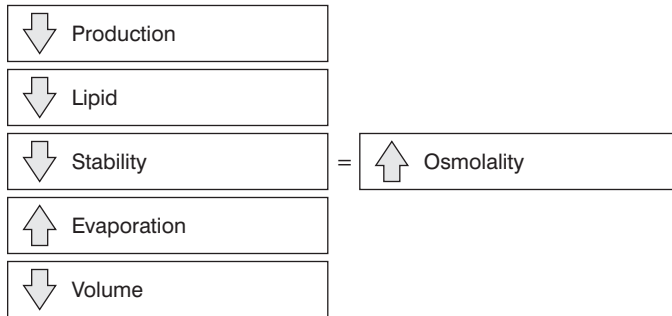 Production
Lipid
Stability
=
Osmolality
Evaporation
Volume